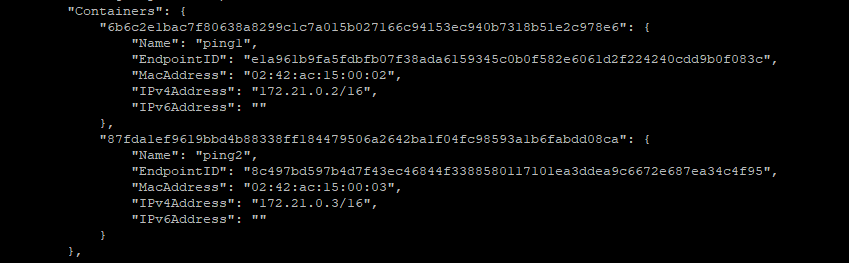 "Containers": {
"6b6c2e1bac7f80638a8299c1c7a015b027166c94153ec940b7318b51e2c978e6": {
"Name": "ping1",
"EndpointID": "e1a961b9fa5fdbfb07f38ada6159345c0b0f582e6061d2f224240cdd9b0f083c",
"MacAddress": "02:42:ac:15:00:02",
"IPv4Address": "172.21.0.2/16",
"IPv6Address": ""
},
"87fda1ef9619bbd4b88338ff184479506a2642ba1f04fc98593a1b6fabdd08ca": {
"Name": "ping2",
"EndpointID": "8c497bd597b4d7f43ec46844f3388580117101ea3ddea9c6672e687ea34c4f95",
"MacAddress": "02:42:ac:15:00:03",
"IPv4Address": "172.21.0.3/16",
"IPv6Address": ""
}
},